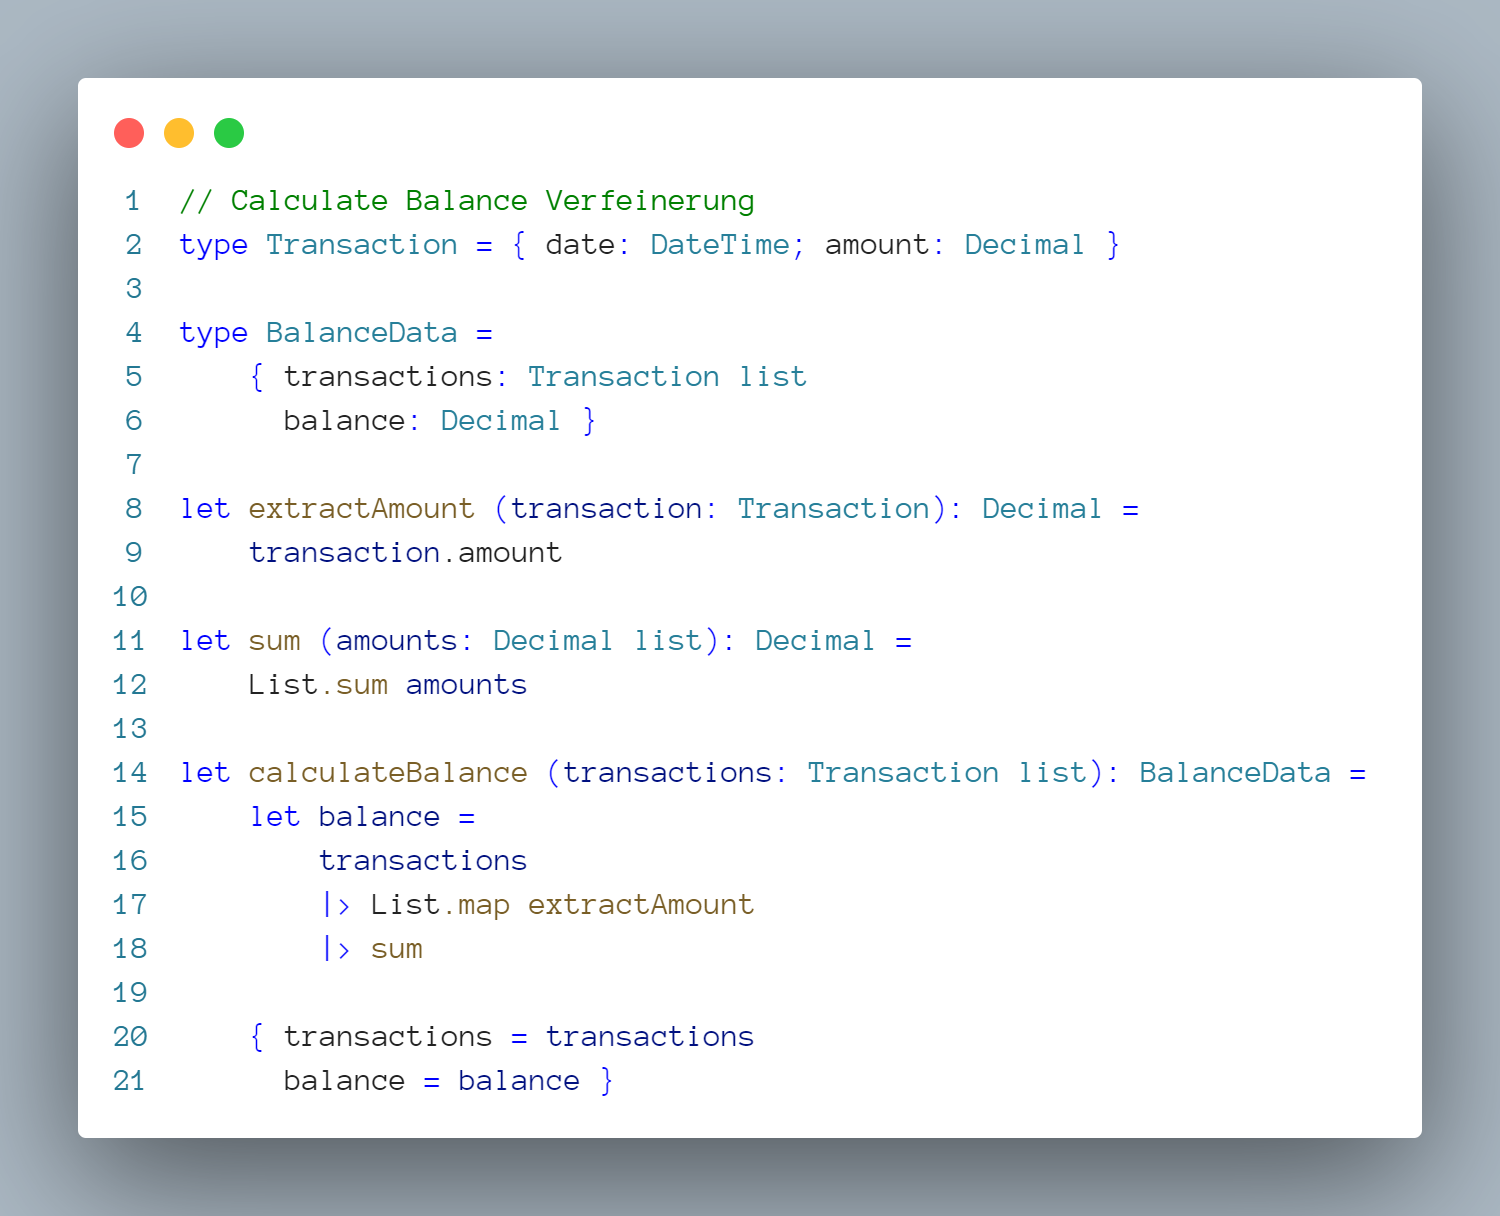 1 // Calculate Balance Verfeinerung
2 type Transaction = { date: DateTime; amount: Decimal }
3
4 type BalanceData =
5     { transactions: Transaction list
6       balance: Decimal }
7
8 let extractAmount (transaction: Transaction): Decimal =
9     transaction.amount
10
11 let sum (amounts: Decimal list): Decimal =
12     List.sum amounts
13
14 let calculateBalance (transactions: Transaction list): BalanceData =
15     let balance =
16         transactions
17         |> List.map extractAmount
18         |> sum
19
20     { transactions = transactions
21       balance = balance }